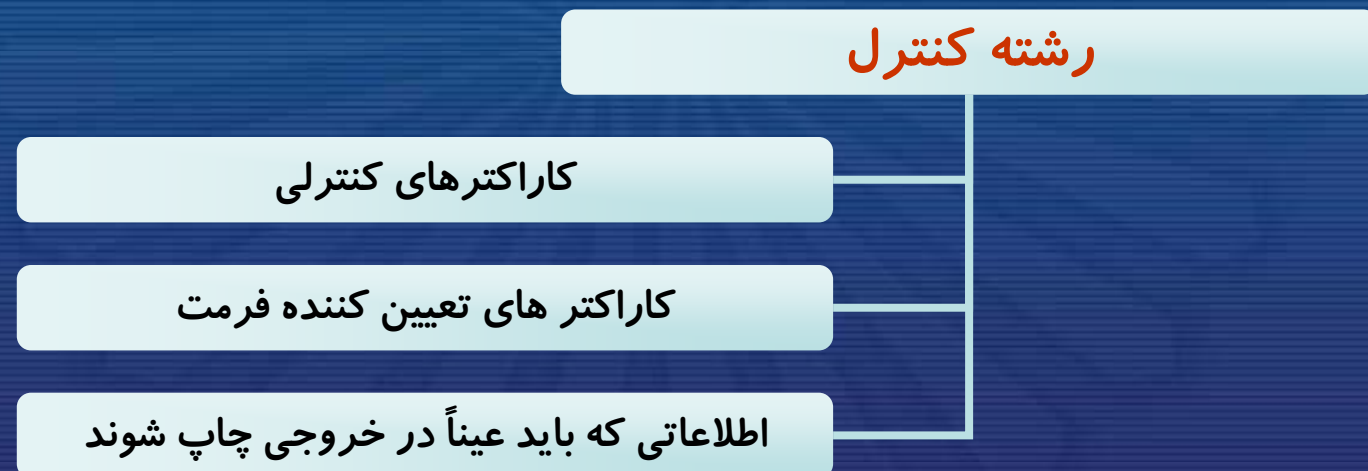 رشته کنترل
کاراکترهای کنترلی
کاراکتر های تعیین کننده فرمت
اطلاعاتی که باید عیناً در خروجی چاپ شوند